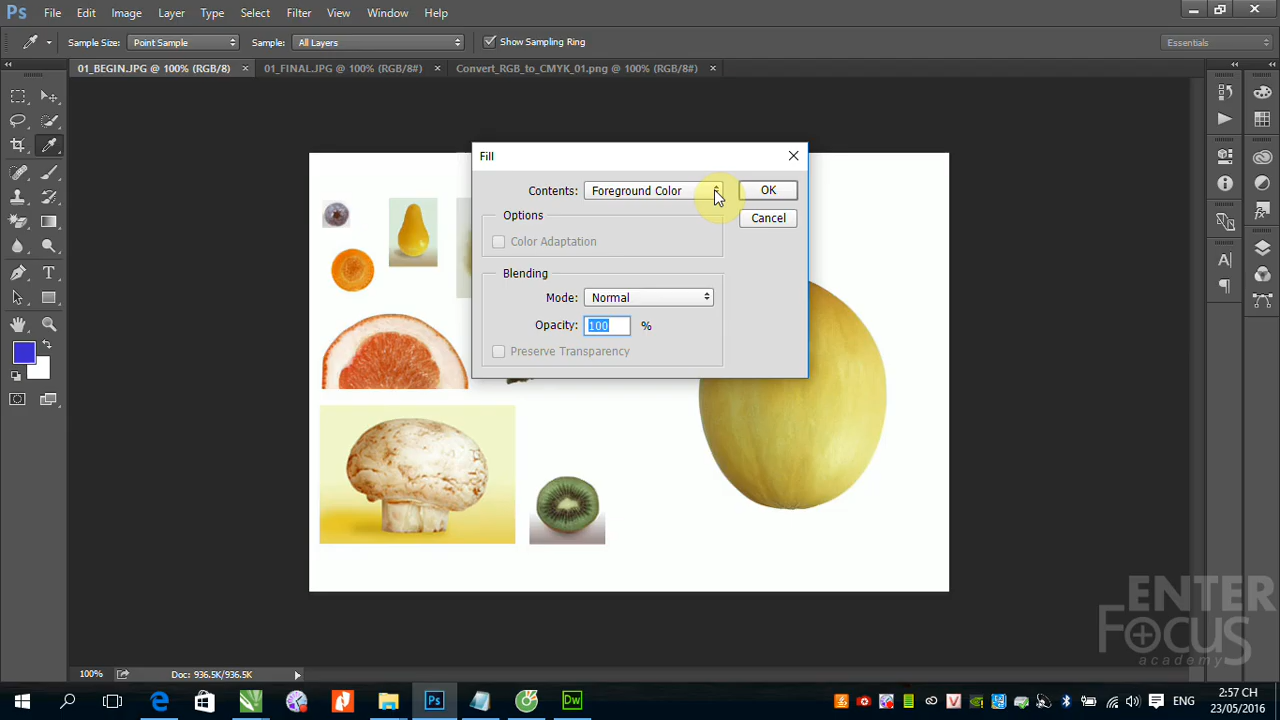 Ps File Edit Image Layer Type Select Filter View Window Help
Sample Size: Point Sample Sample: All Layers Show Sampling Ring Essentials
01_BEGIN.JPG @ 100% (RGB/8) × 01_FINAL.JPG @ 100% (RGB/8#) × Convert_RGB_to_CMYK_01.png @ 100% (RGB/8#) ×
Fill
Contents: Foreground Color OK
Options Cancel
Color Adaptation
Blending
Mode: Normal
Opacity: 100 %
Preserve Transparency
ENTER
FOCUS
academy
100% Doc: 936.5K/936.5K
Ps Dw ENG 2:57 CH
23/05/2016